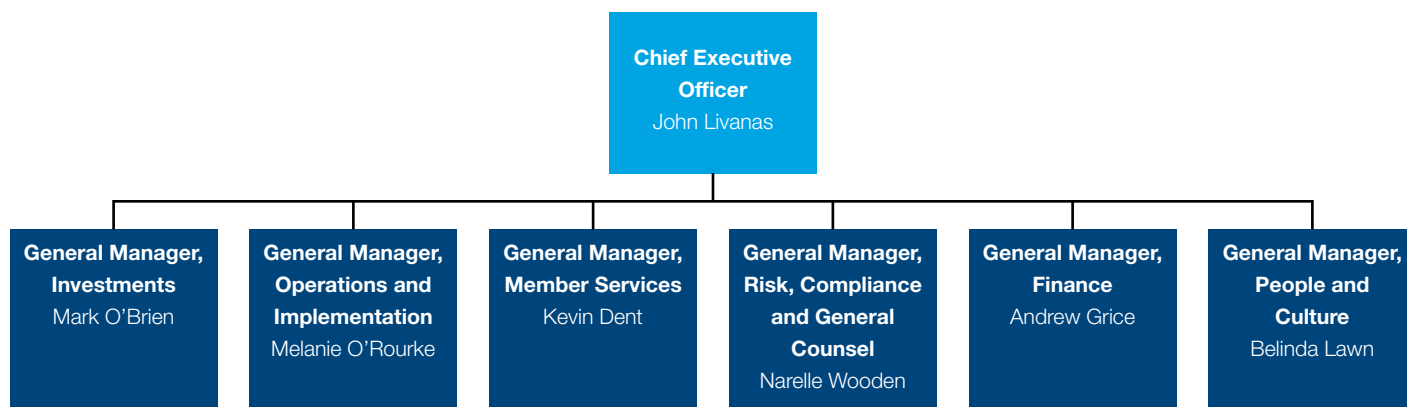 Chief Executive
Officer
John Livanas
General Manager,
Investments
Mark O’Brien
General Manager,
Operations and
Implementation
Melanie O’Rourke
General Manager,
Member Services
Kevin Dent
General Manager,
Risk, Compliance
and General
Counsel
Narelle Wooden
General Manager,
Finance
Andrew Grice
General Manager,
People and
Culture
Belinda Lawn